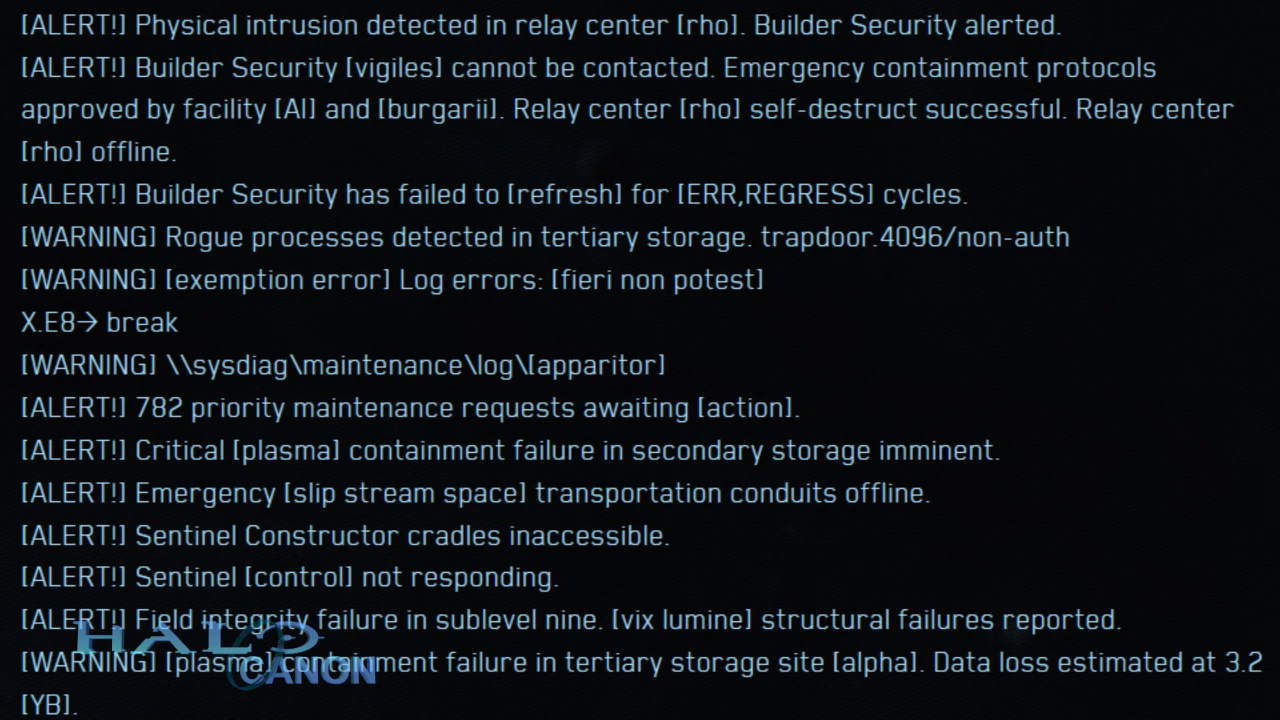 [ALERT!] Physical intrusion detected in relay center [rho]. Builder Security alerted.
[ALERT!] Builder Security [vigiles] cannot be contacted. Emergency containment protocols
approved by facility [AI] and [burgarii]. Relay center [rho] self-destruct successful. Relay center
[rho] offline.
[ALERT!] Builder Security has failed to [refresh] for [ERR,REGRESS] cycles.
[WARNING] Rogue processes detected in tertiary storage. trapdoor.4096/non-auth
[WARNING] [exemption error] Log errors: [fieri non potest]
X.E8→ break
[WARNING] \\sysdiag\maintenance\log\[apparitor]
[ALERT!] 782 priority maintenance requests awaiting [action].
[ALERT!] Critical [plasma] containment failure in secondary storage imminent.
[ALERT!] Emergency [slip stream space] transportation conduits offline.
[ALERT!] Sentinel Constructor cradles inaccessible.
[ALERT!] Sentinel [control] not responding.
[ALERT!] Field integrity failure in sublevel nine. [vix lumine] structural failures reported.
HALO
CANON
[WARNING] [plasma] containment failure in tertiary storage site [alpha]. Data loss estimated at 3.2
[YB].